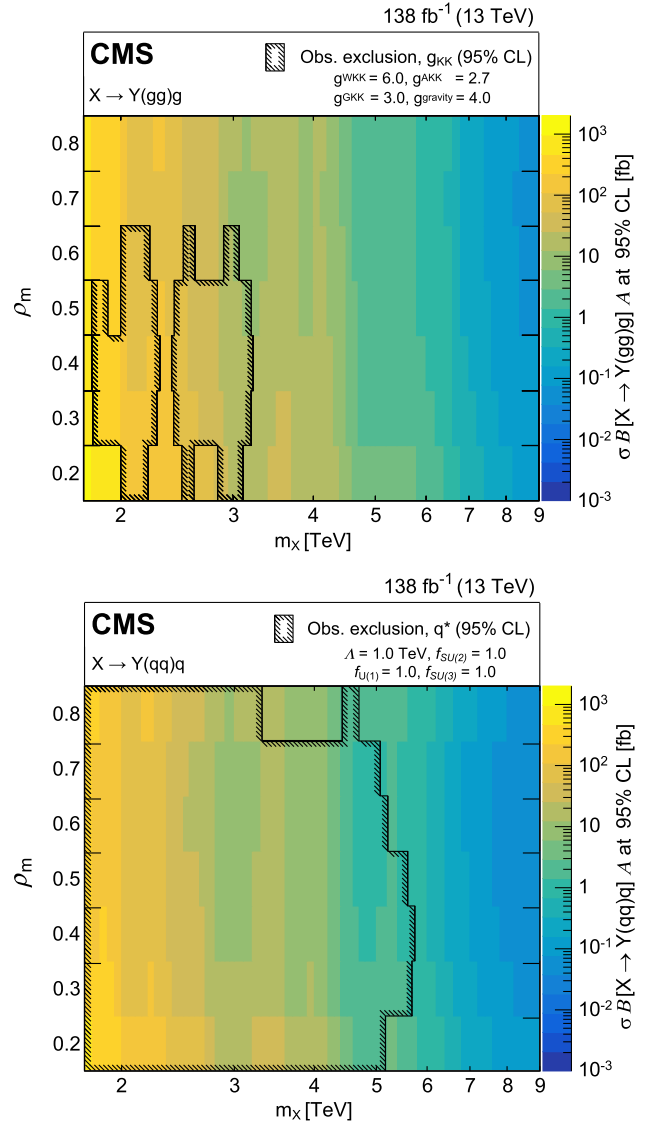 138 fb⁻¹ (13 TeV)
CMS
Obs. exclusion, gKK (95% CL)
gWKK = 6.0, gAKK = 2.7
X → Y(gg)g
gGKK = 3.0, ggravity = 4.0
0.8
0.7
0.6
0.5
0.4
0.3
0.2
ρm
2 3 4 5 6 7 8 9
mX [TeV]
10³
10²
10
1
10⁻¹
10⁻²
10⁻³
σ B[X → Y(gg)g] A at 95% CL [fb]
138 fb⁻¹ (13 TeV)
CMS
Obs. exclusion, q* (95% CL)
Λ = 1.0 TeV, fSU(2) = 1.0
X → Y(qq)q
fU(1) = 1.0, fSU(3) = 1.0
0.8
0.7
0.6
0.5
0.4
0.3
0.2
ρm
2 3 4 5 6 7 8 9
mX [TeV]
10³
10²
10
1
10⁻¹
10⁻²
10⁻³
σ B[X → Y(qq)q] A at 95% CL [fb]